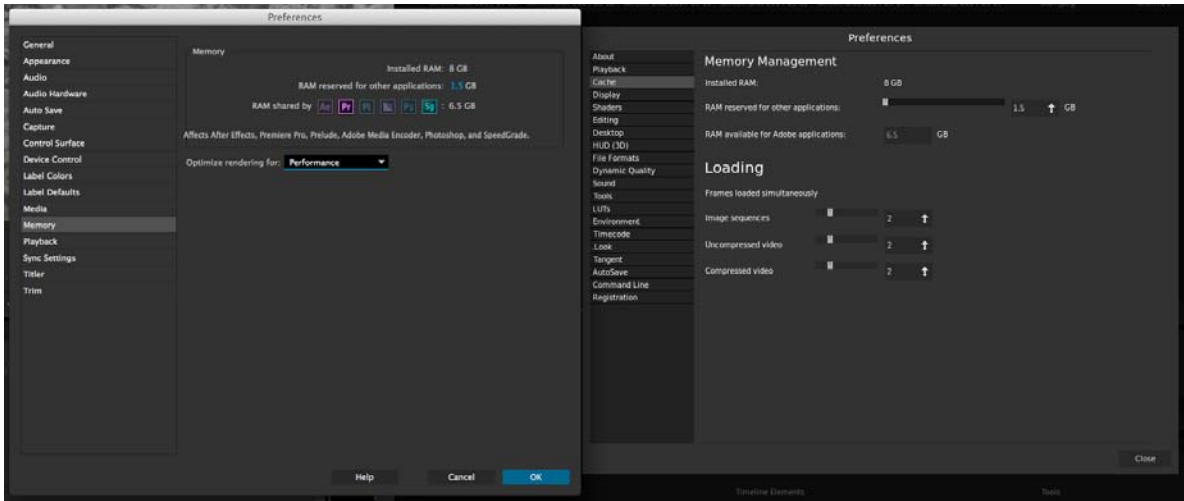 Preferences
General
Appearance
Audio
Audio Hardware
Auto Save
Capture
Control Surface
Device Control
Label Colors
Label Defaults
Media
Memory
Playback
Sync Settings
Titler
Trim
Memory
Installed RAM: 8 GB
RAM reserved for other applications: 1.5 GB
RAM shared by Ae Pr Pl Ps Sg : 6.5 GB
Affects After Effects, Premiere Pro, Prelude, Adobe Media Encoder, Photoshop, and SpeedGrade.
Optimize rendering for: Performance
Help Cancel OK
Preferences
About
Playback
Cache
Display
Shaders
Editing
Desktop
HUD (3D)
File Formats
Dynamic Quality
Sound
Tools
LUTs
Environment
Timecode
.Look
Tangent
AutoSave
Command Line
Registration
Memory Management
Installed RAM: 8 GB
RAM reserved for other applications: 1.5 GB
RAM available for Adobe applications: 6.5 GB
Loading
Frames loaded simultaneously
Image sequences 2
Uncompressed video 2
Compressed video 2
Close
Timeline Elements Tools